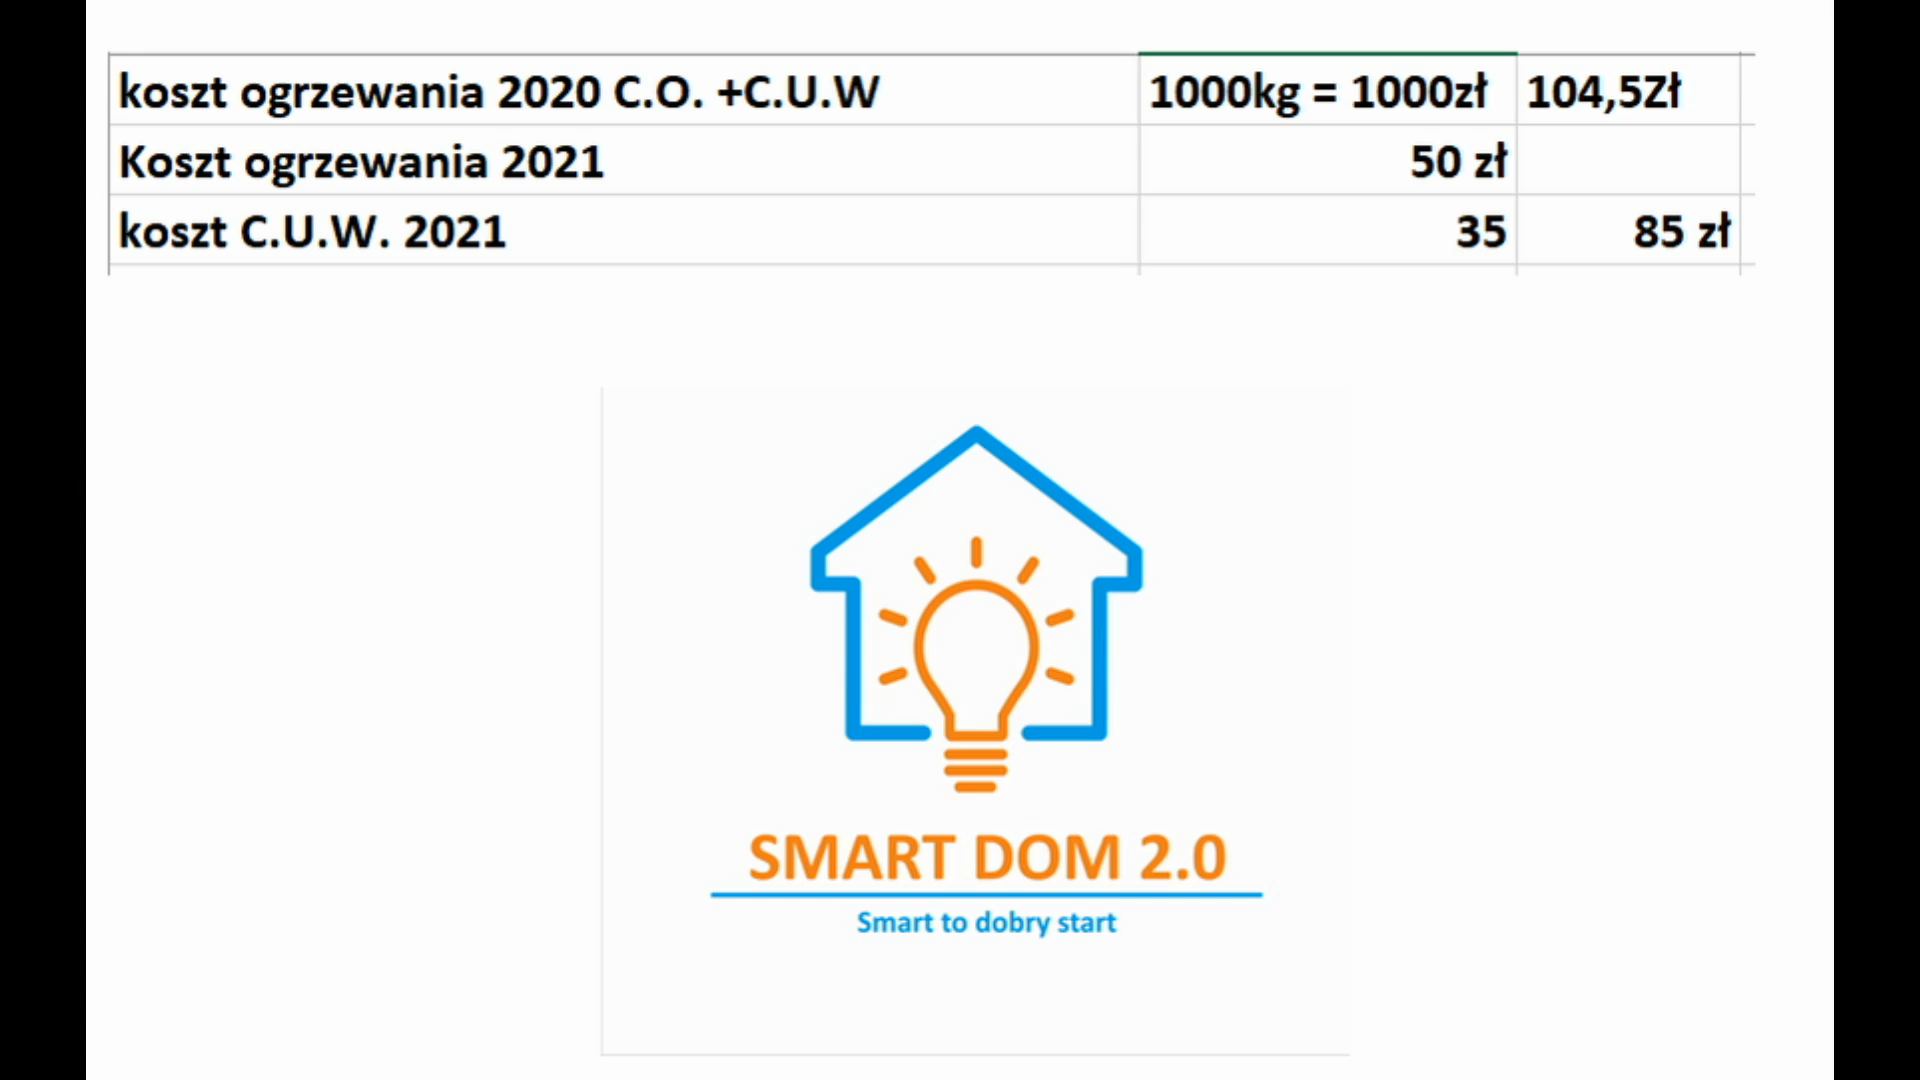 koszt ogrzewania 2020 C.O. +C.U.W 1000kg = 1000zł 104,5Zł
Koszt ogrzewania 2021 50 zł
koszt C.U.W. 2021 35 85 zł
SMART DOM 2.0
Smart to dobry start